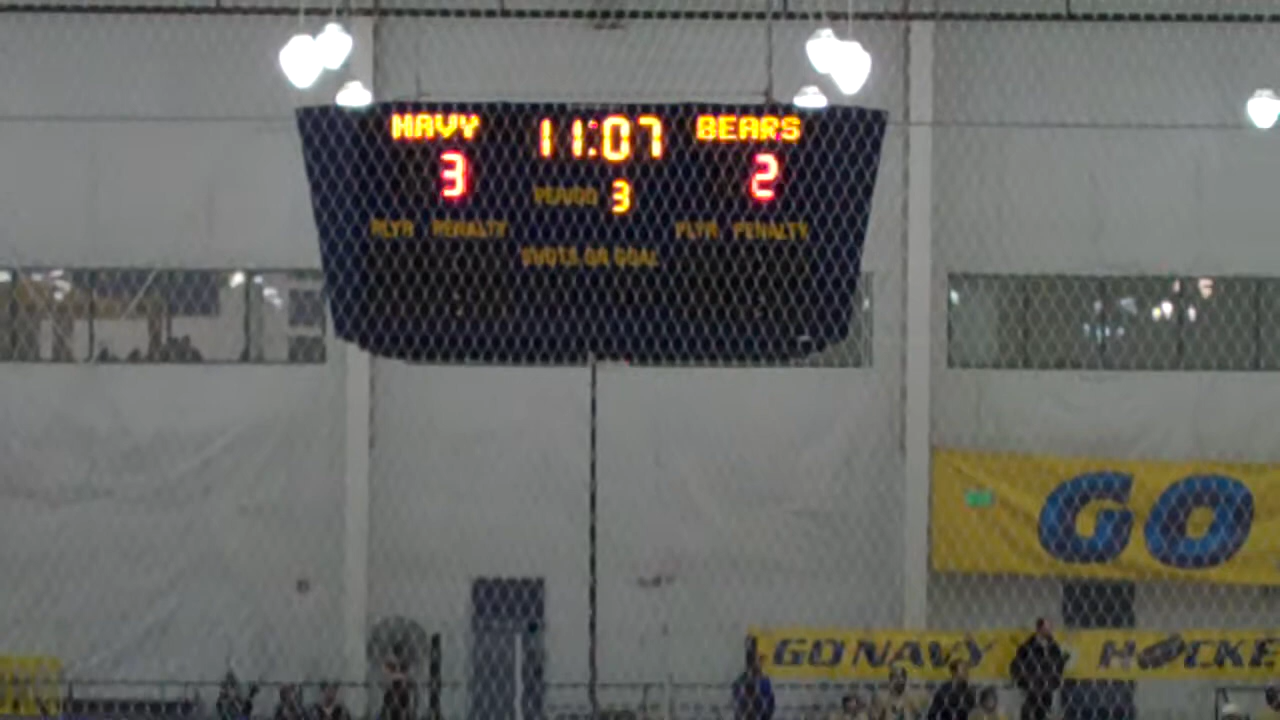 NAVY 11:07 BEARS
3 PERIOD 3 2
PLYR PENALTY PLYR PENALTY
SHOTS ON GOAL
GO
GO NAVY HOCKE